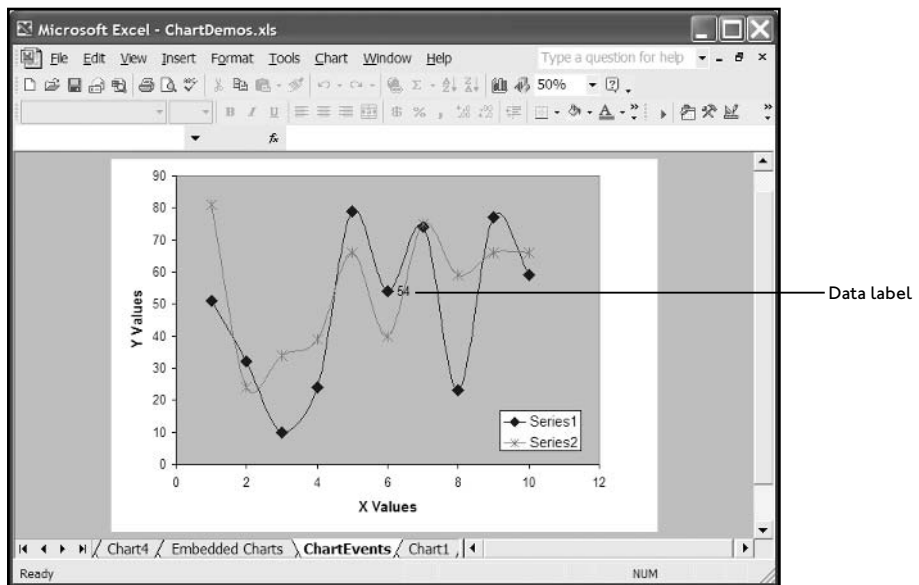 Microsoft Excel - ChartDemos.xls
File Edit View Insert Format Tools Chart Window Help Type a question for help
50%
B I U $ % , A
fx
90
80
70
60
50
40
30
20
10
0
Y Values
54
Data label
Series1
Series2
0 2 4 6 8 10 12
X Values
Chart4 Embedded Charts ChartEvents Chart1
Ready NUM